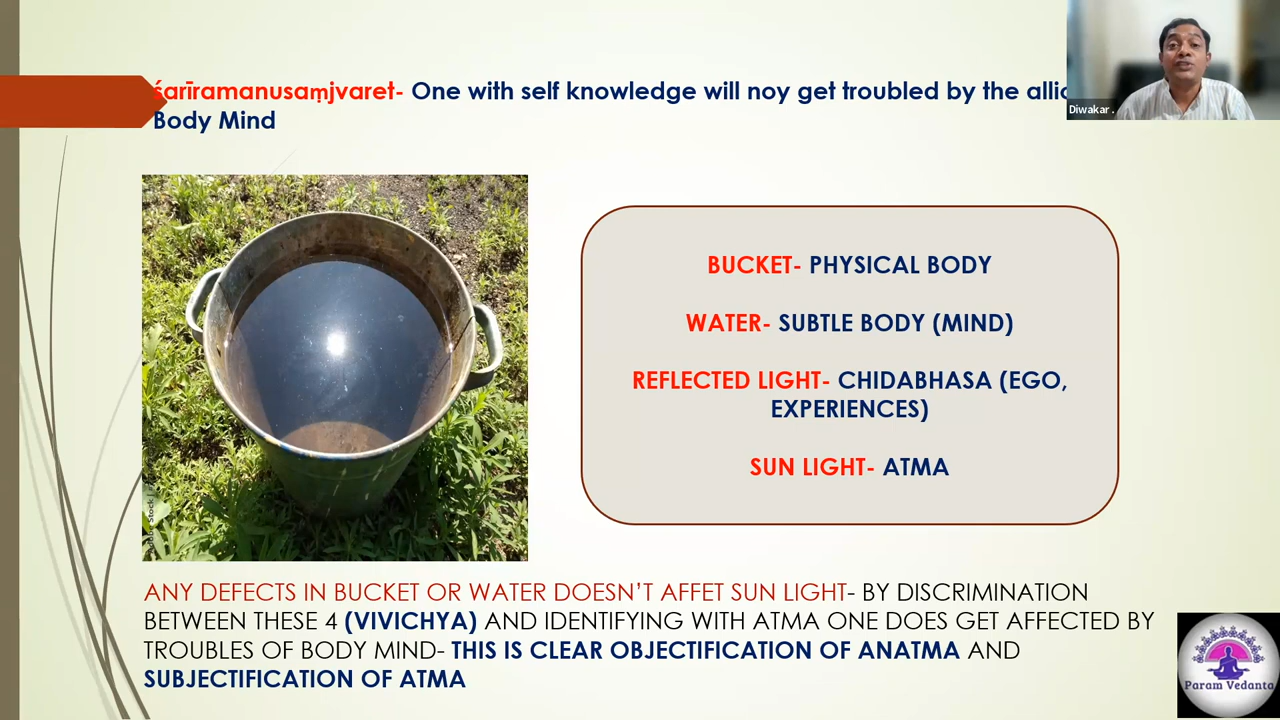 śarīramanusaṃjvaret- One with self knowledge will noy get troubled by the
Body Mind
Diwakar .
BUCKET- PHYSICAL BODY
WATER- SUBTLE BODY (MIND)
REFLECTED LIGHT- CHIDABHASA (EGO,
EXPERIENCES)
SUN LIGHT- ATMA
ANY DEFECTS IN BUCKET OR WATER DOESN’T AFFET SUN LIGHT- BY DISCRIMINATION
BETWEEN THESE 4 (VIVICHYA) AND IDENTIFYING WITH ATMA ONE DOES GET AFFECTED BY
TROUBLES OF BODY MIND- THIS IS CLEAR OBJECTIFICATION OF ANATMA AND
SUBJECTIFICATION OF ATMA
Param Vedanta